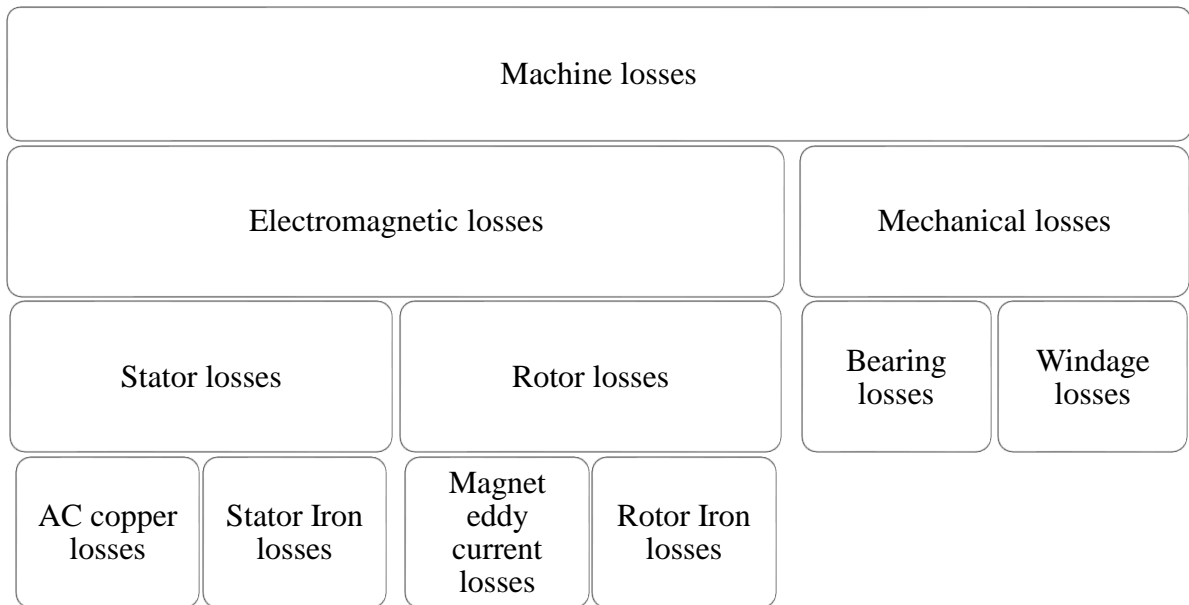 Machine losses
Electromagnetic losses
Mechanical losses
Stator losses
Rotor losses
Bearing
losses
Windage
losses
AC copper
losses
Stator Iron
losses
Magnet
eddy
current
losses
Rotor Iron
losses